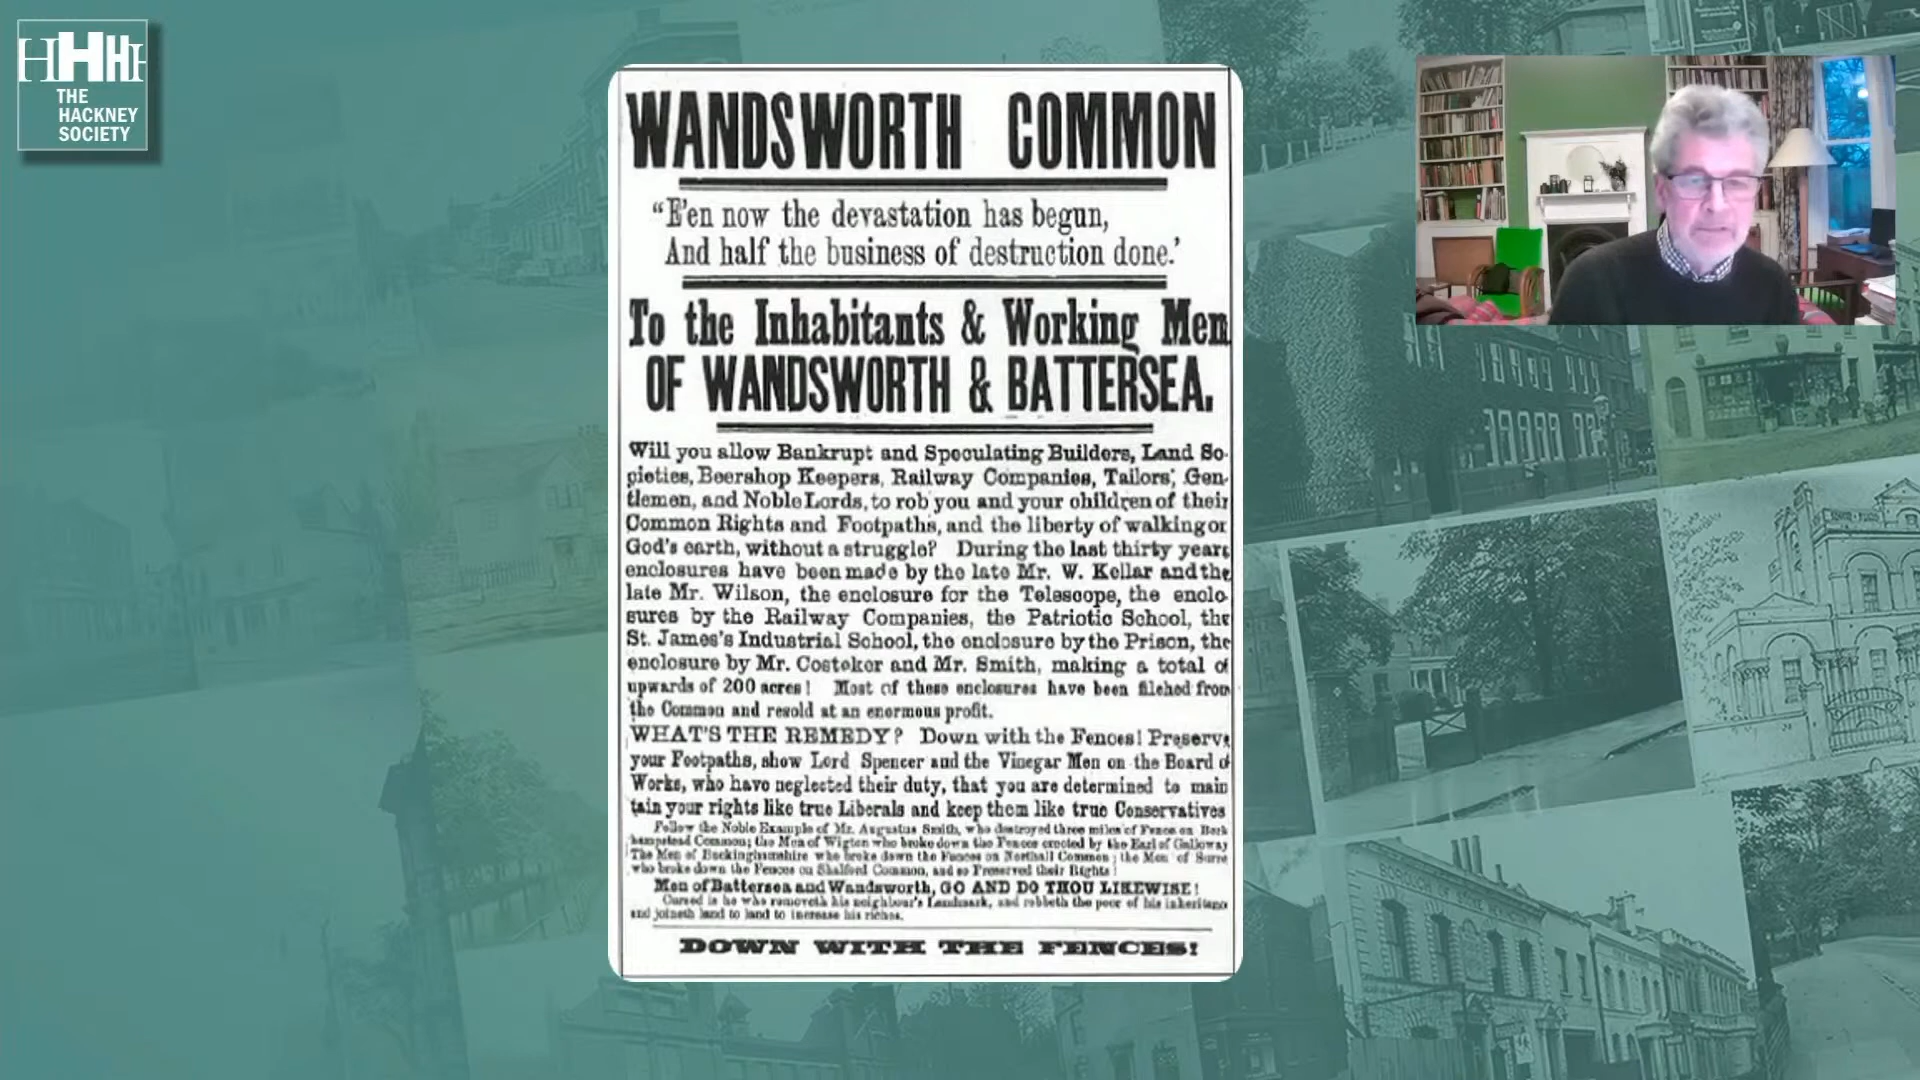 HHHH
THE
HACKNEY
SOCIETY
WANDSWORTH COMMON
“E'en now the devastation has begun,
And half the business of destruction done.'
To the Inhabitants & Working Men
OF WANDSWORTH & BATTERSEA.
Will you allow Bankrupt and Speculating Builders, Land So-
cieties, Beershop Keepers, Railway Companies, Tailors, Gen-
tlemen, and Noble Lords, to rob you and your children of their
Common Rights and Footpaths, and the liberty of walking or
God's earth, without a struggle? During the last thirty years
enclosures have been made by the late Mr. W. Kellar and the
late Mr. Wilson, the enclosure for the Telescope, the enclo-
sures by the Railway Companies, the Patriotic School, the
St. James's Industrial School, the enclosure by the Prison, the
enclosure by Mr. Costeker and Mr. Smith, making a total of
upwards of 200 acres! Most of these enclosures have been filched from
the Common and resold at an enormous profit.
WHAT'S THE REMEDY? Down with the Fences! Preserve
your Footpaths, show Lord Spencer and the Vinegar Men on the Board of
Works, who have neglected their duty, that you are determined to main
tain your rights like true Liberals and keep them like true Conservatives
Follow the Noble Example of Mr. Augustus Smith, who destroyed three miles of Fence on Berk
hampstead Common; the Men of Wigton who broke down the Fences erected by the Earl of Galloway
The Men of Buckinghamshire who broke down the Fences on Northall Common; the Men of Surre
who broke down the Fences on Shalford Common, and so Preserved their Rights!
Men of Battersea and Wandsworth, GO AND DO THOU LIKEWISE!
Cursed is he who removeth his neighbour's Landmark, and robbeth the poor of his inheritanc
and joineth land to land to increase his riches.
DOWN WITH THE FENCES!